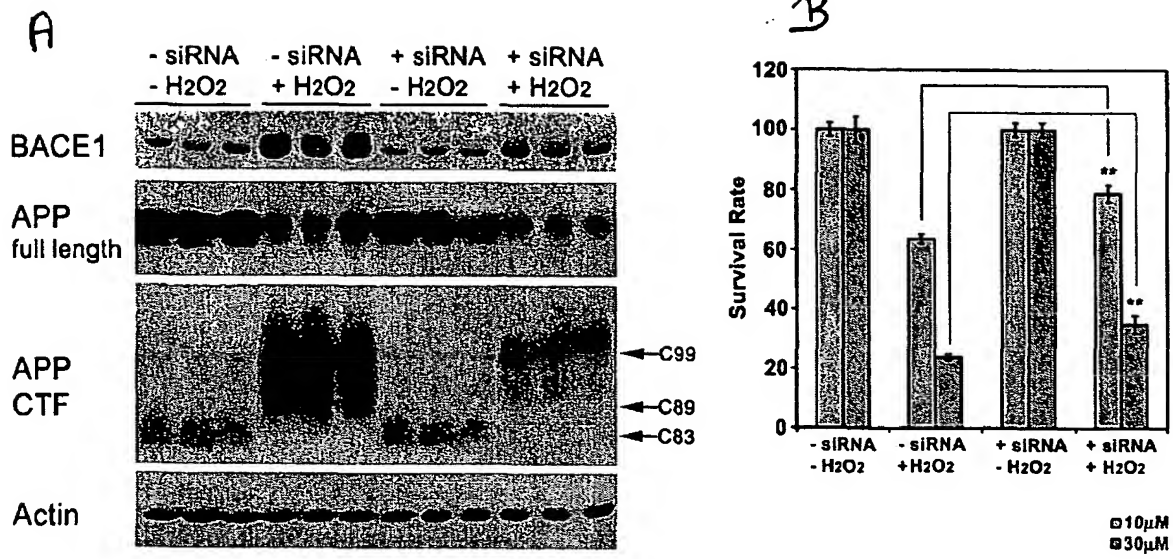 A
- siRNA - siRNA + siRNA + siRNA
- H2O2 + H2O2 - H2O2 + H2O2
BACE1
APP
full length
APP
CTF
C99
C89
C83
Actin
B
Survival Rate
120
100
80
60
40
20
0
**
**
- siRNA - siRNA + siRNA + siRNA
- H2O2 + H2O2 - H2O2 + H2O2
10μM
30μM